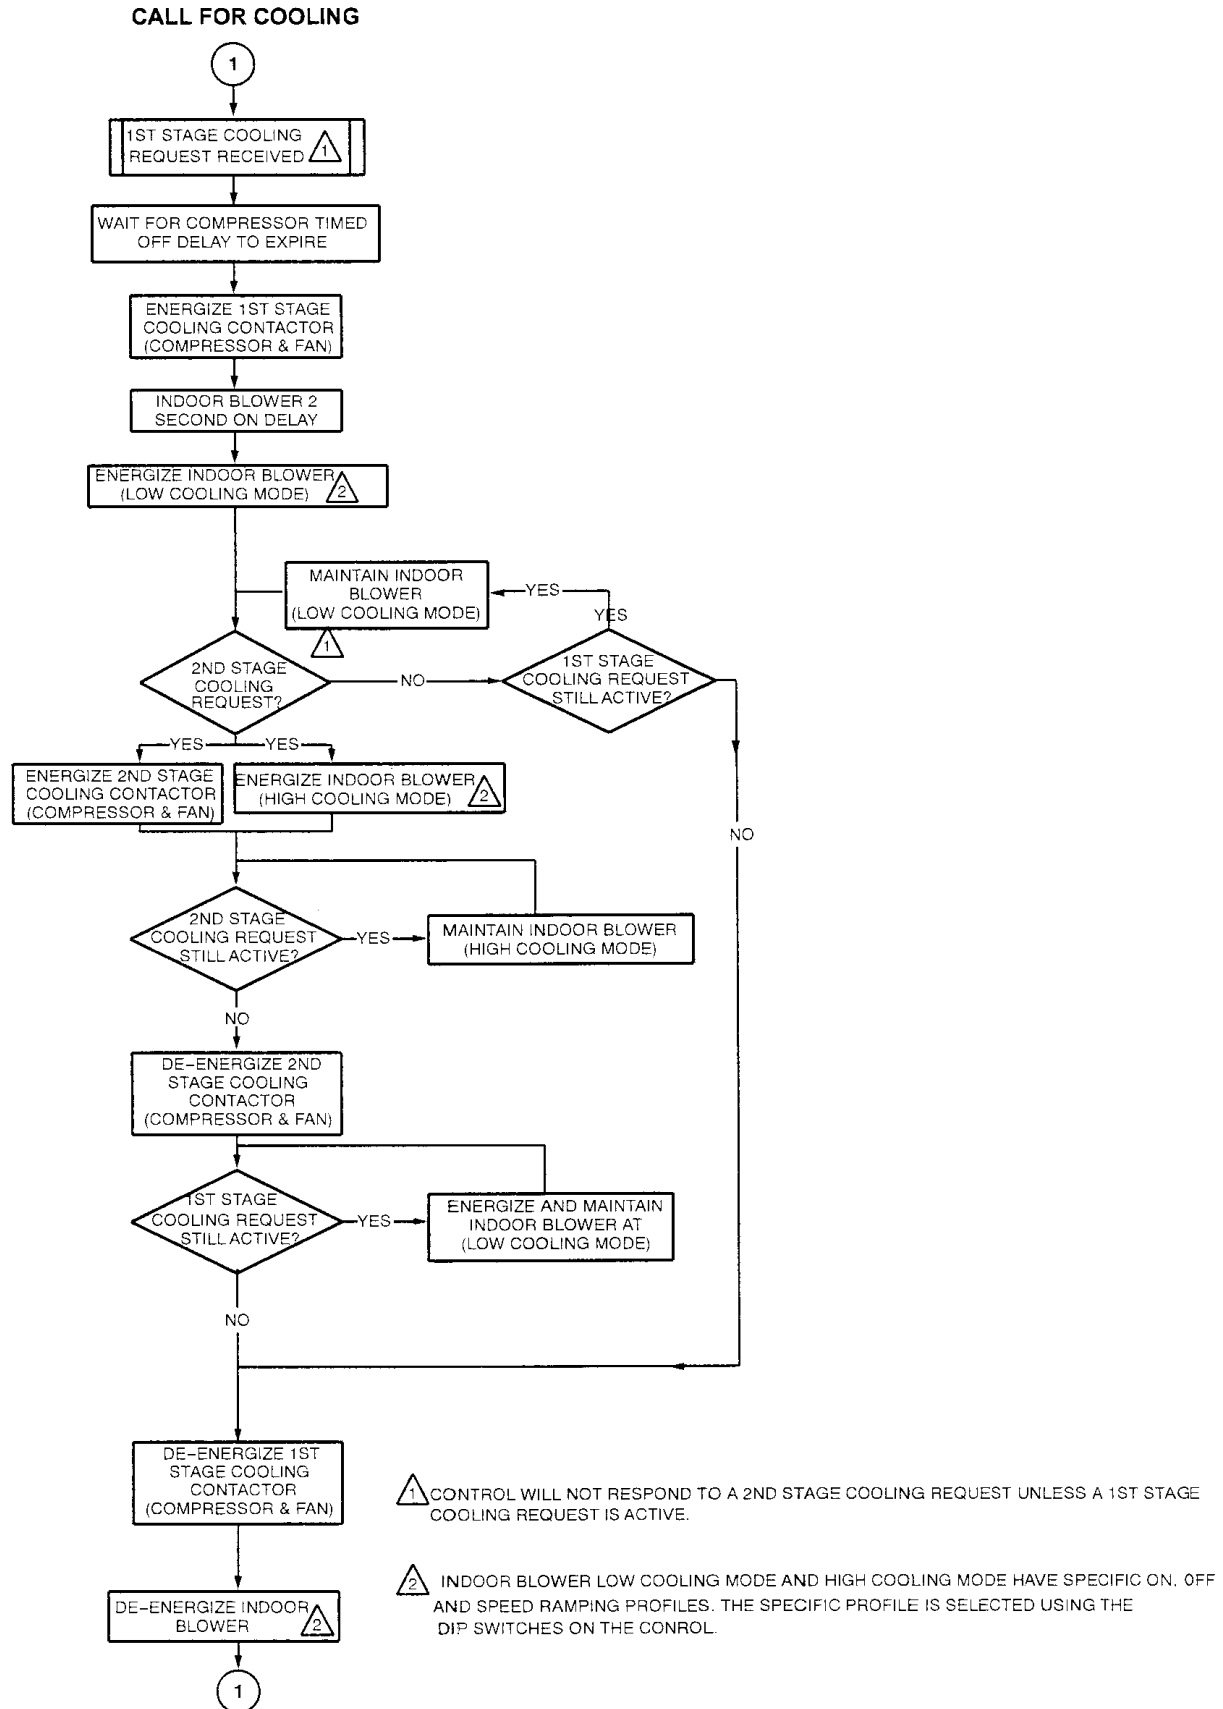 CALL FOR COOLING
1
1ST STAGE COOLING
REQUEST RECEIVED 1
WAIT FOR COMPRESSOR TIMED
OFF DELAY TO EXPIRE
ENERGIZE 1ST STAGE
COOLING CONTACTOR
(COMPRESSOR & FAN)
INDOOR BLOWER 2
SECOND ON DELAY
ENERGIZE INDOOR BLOWER
(LOW COOLING MODE) 2
MAINTAIN INDOOR
BLOWER
(LOW COOLING MODE)
1
YES
YES
2ND STAGE
COOLING
REQUEST?
NO
1ST STAGE
COOLING REQUEST
STILL ACTIVE?
YES
YES
ENERGIZE 2ND STAGE
COOLING CONTACTOR
(COMPRESSOR & FAN)
ENERGIZE INDOOR BLOWER
(HIGH COOLING MODE) 2
NO
2ND STAGE
COOLING REQUEST
STILL ACTIVE?
YES
MAINTAIN INDOOR BLOWER
(HIGH COOLING MODE)
NO
DE-ENERGIZE 2ND
STAGE COOLING
CONTACTOR
(COMPRESSOR & FAN)
1ST STAGE
COOLING REQUEST
STILL ACTIVE?
YES
ENERGIZE AND MAINTAIN
INDOOR BLOWER AT
(LOW COOLING MODE)
NO
DE-ENERGIZE 1ST
STAGE COOLING
CONTACTOR
(COMPRESSOR & FAN)
1 CONTROL WILL NOT RESPOND TO A 2ND STAGE COOLING REQUEST UNLESS A 1ST STAGE
COOLING REQUEST IS ACTIVE.
2 INDOOR BLOWER LOW COOLING MODE AND HIGH COOLING MODE HAVE SPECIFIC ON, OFF
AND SPEED RAMPING PROFILES. THE SPECIFIC PROFILE IS SELECTED USING THE
DIP SWITCHES ON THE CONROL.
DE-ENERGIZE INDOOR
BLOWER 2
1